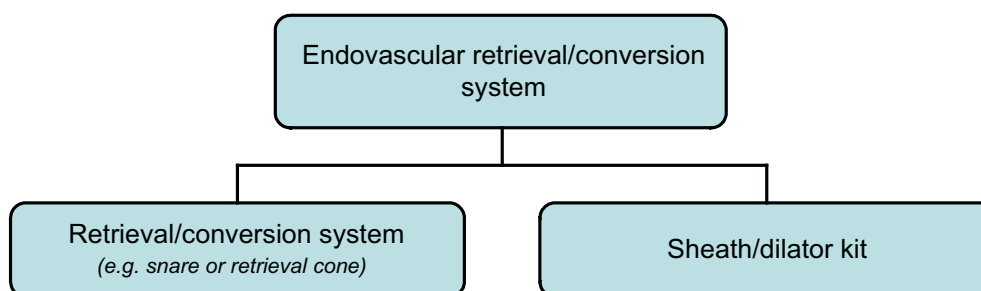 Endovascular retrieval/conversion
system
Retrieval/conversion system
(e.g. snare or retrieval cone)
Sheath/dilator kit